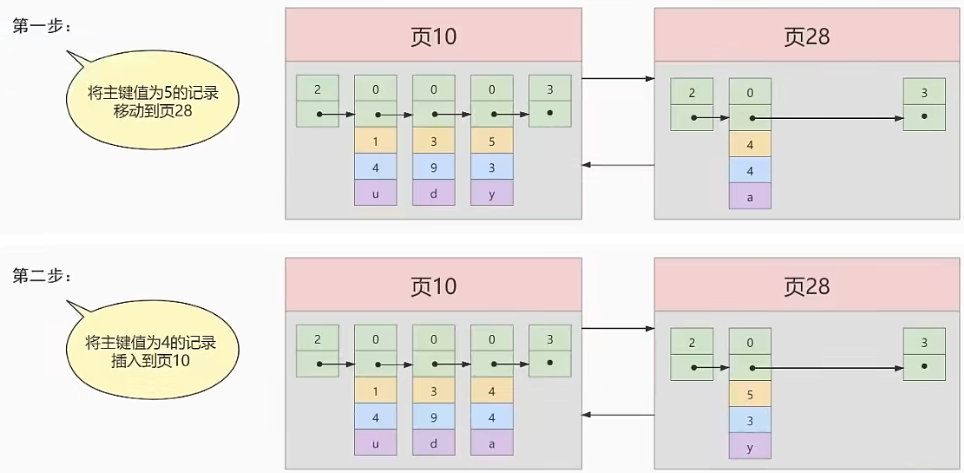 第一步：
将主键值为5的记录
移动到页28
页10
页28
2 0 0 0 3
1 3 5
4 9 3
u d y
2 0 3
4
4
a
第二步：
将主键值为4的记录
插入到页10
页10
页28
2 0 0 0 3
1 3 4
4 9 4
u d a
2 0 3
5
3
y